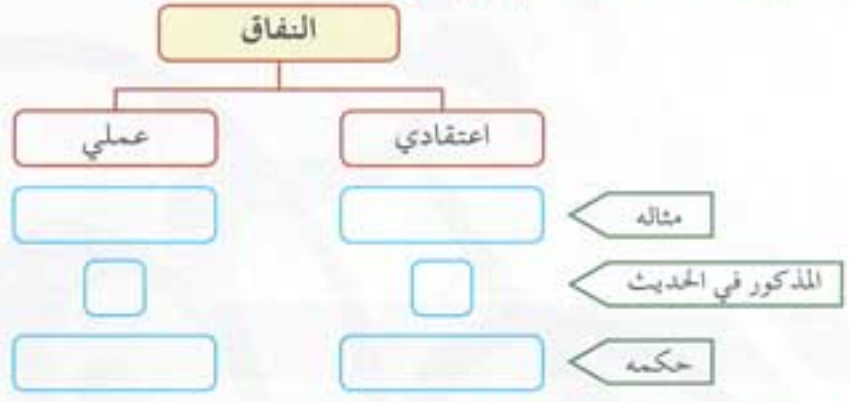 النفاق
اعتقادي
عملي
مثاله
المذكور في الحديث
حكمه